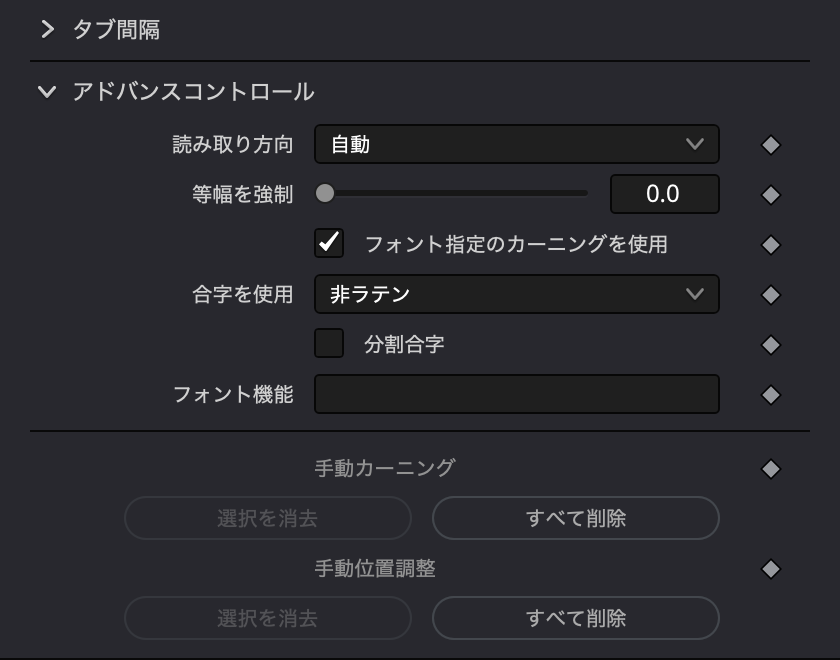 タブ間隔
アドバンスコントロール
読み取り方向 自動
等幅を強制 0.0
フォント指定のカーニングを使用
合字を使用 非ラテン
分割合字
フォント機能
手動カーニング
選択を消去 すべて削除
手動位置調整
選択を消去 すべて削除